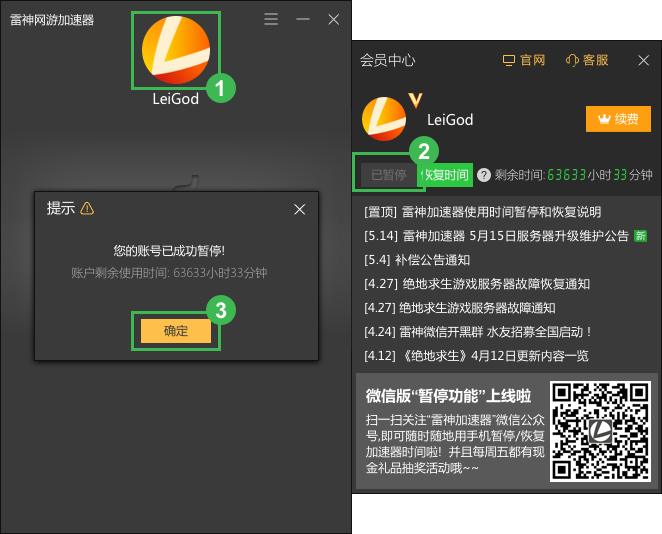 雷神网游加速器
1
LeiGod
提示
您的账号已成功暂停!
账户剩余使用时间: 63633小时33分钟
3
确定
会员中心
官网
客服
V
LeiGod
续费
2
已暂停
恢复时间
? 剩余时间:63633小时33分钟
[置顶] 雷神加速器使用时间暂停和恢复说明
[5.14] 雷神加速器 5月15日服务器升级维护公告 新
[5.4] 补偿公告通知
[4.27] 绝地求生游戏服务器故障恢复通知
[4.27] 绝地求生游戏服务器故障通知
[4.24] 雷神微信开黑群 水友招募全国启动！
[4.12] 《绝地求生》4月12日更新内容一览
微信版“暂停功能”上线啦
扫一扫关注“雷神加速器”微信公众
号,即可随时随地用手机暂停/恢复
加速器时间啦! 并且每周五都有现
金礼品抽奖活动哦~~